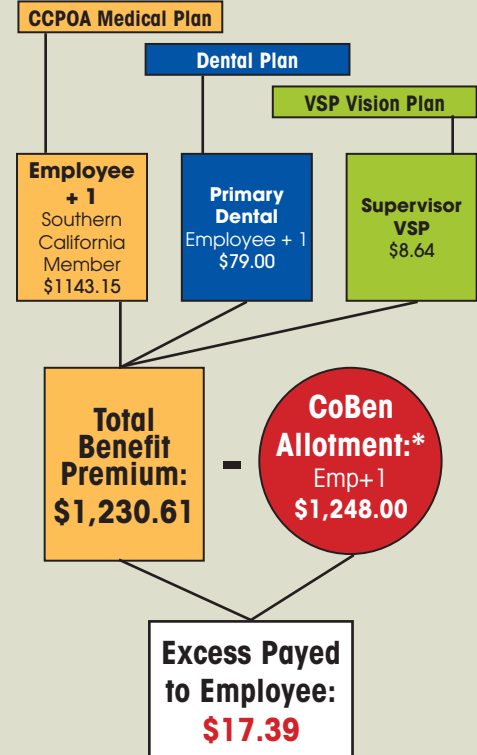 CCPOA Medical Plan
Dental Plan
VSP Vision Plan
Employee
+ 1
Southern
California
Member
$1143.15
Primary
Dental
Employee + 1
$79.00
Supervisor
VSP
$8.64
Total
Benefit
Premium:
$1,230.61
-
CoBen
Allotment:*
Emp+1
$1,248.00
Excess Payed
to Employee:
$17.39